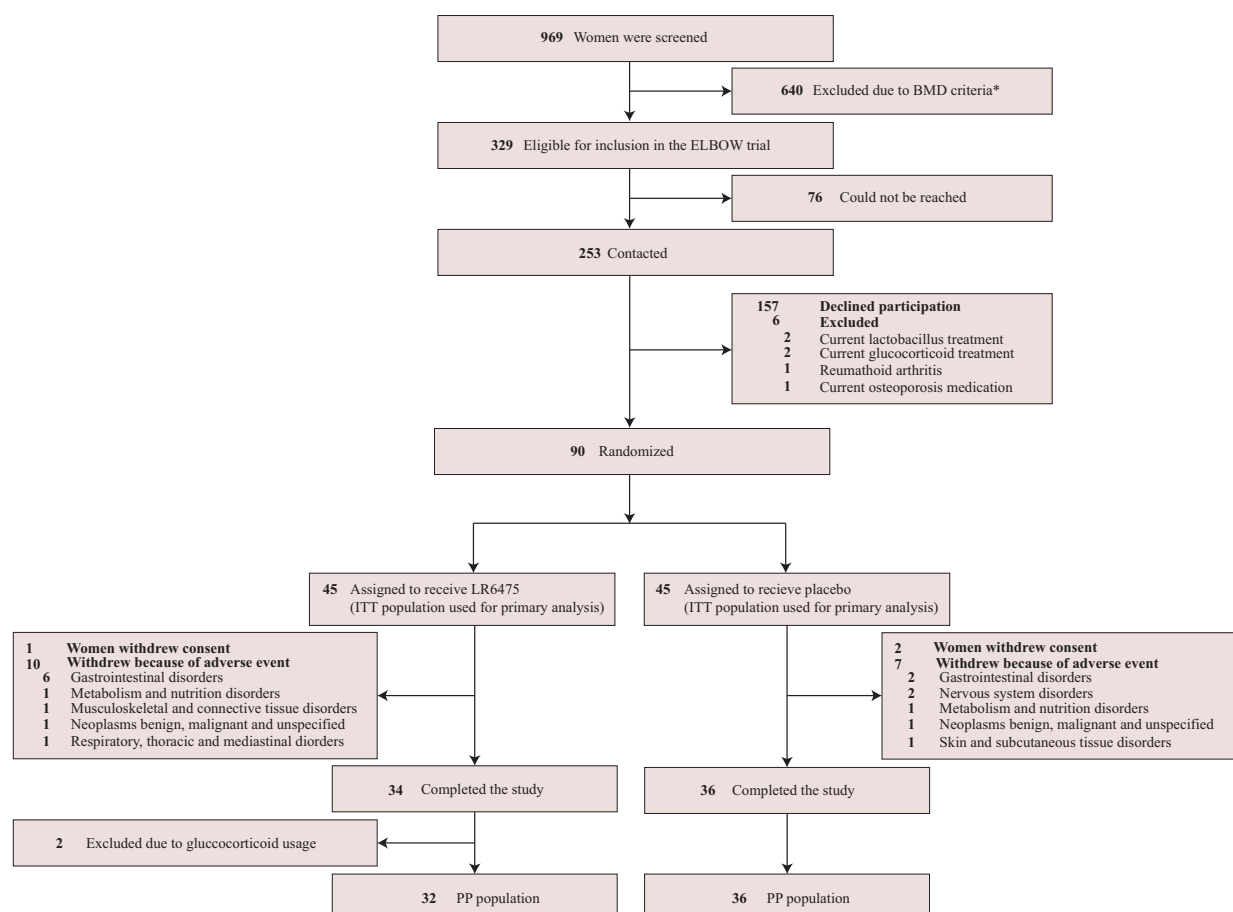 969 Women were screened
640 Excluded due to BMD criteria*
329 Eligible for inclusion in the ELBOW trial
76 Could not be reached
253 Contacted
157 Declined participation
6 Excluded
2 Current lactobacillus treatment
2 Current glucocorticoid treatment
1 Reumathoid arthritis
1 Current osteoporosis medication
90 Randomized
45 Assigned to receive LR6475
(ITT population used for primary analysis)
45 Assigned to recieve placebo
(ITT population used for primary analysis)
1 Women withdrew consent
10 Withdrew because of adverse event
6 Gastrointestinal disorders
1 Metabolism and nutrition disorders
1 Musculoskeletal and connective tissue disorders
1 Neoplasms benign, malignant and unspecified
1 Respiratory, thoracic and mediastinal diorders
2 Women withdrew consent
7 Withdrew because of adverse event
2 Gastrointestinal disorders
2 Nervous system disorders
1 Metabolism and nutrition disorders
1 Neoplasms benign, malignant and unspecified
1 Skin and subcutaneous tissue disorders
34 Completed the study
36 Completed the study
2 Excluded due to gluccocorticoid usage
32 PP population
36 PP population